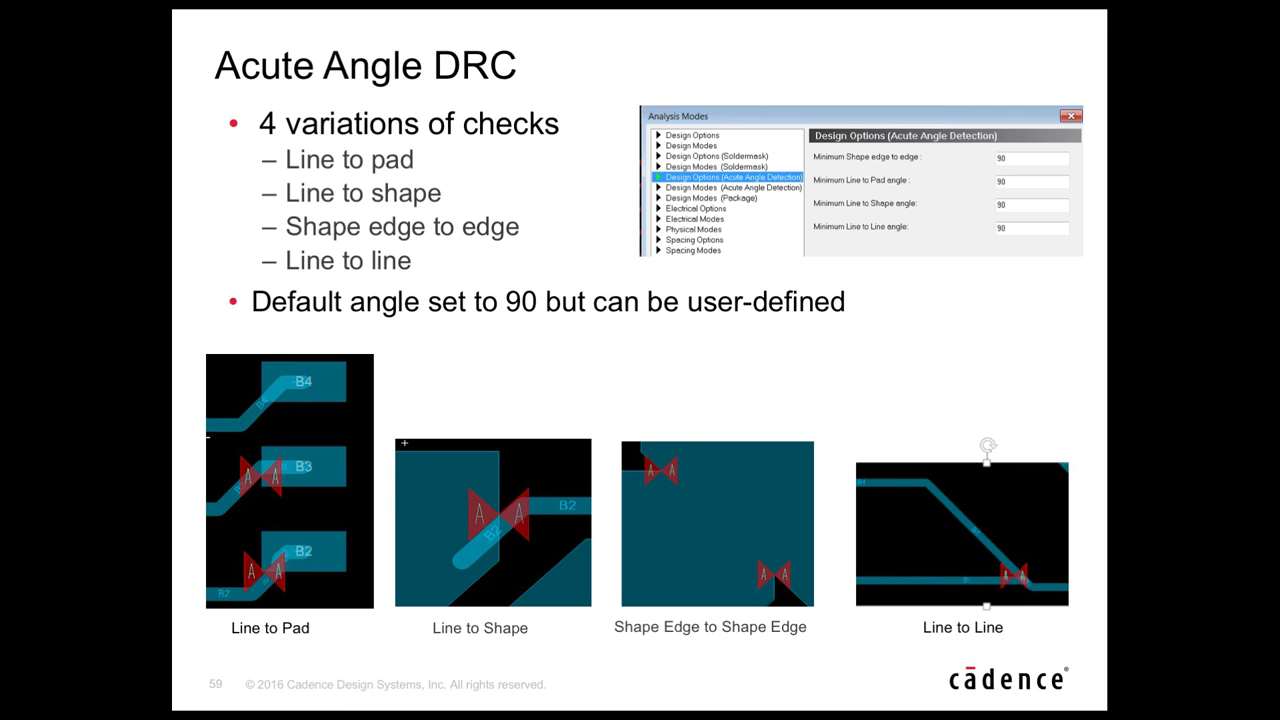 Acute Angle DRC
• 4 variations of checks
– Line to pad
– Line to shape
– Shape edge to edge
– Line to line
• Default angle set to 90 but can be user-defined
Analysis Modes
Design Options
Design Modes
Design Options (Soldermask)
Design Modes (Soldermask)
Design Options (Acute Angle Detection)
Design Modes (Acute Angle Detection)
Design Modes (Package)
Electrical Options
Electrical Modes
Physical Modes
Spacing Options
Spacing Modes
Design Options (Acute Angle Detection)
Minimum Shape edge to edge : 90
Minimum Line to Pad angle : 90
Minimum Line to Shape angle: 90
Minimum Line to Line angle: 90
B4
B4
B3
A A
B2
A A
B2
Line to Pad
A A
B2
B2
Line to Shape
A A
A A
Shape Edge to Shape Edge
A A
Line to Line
59 © 2016 Cadence Design Systems, Inc. All rights reserved.
cādence®